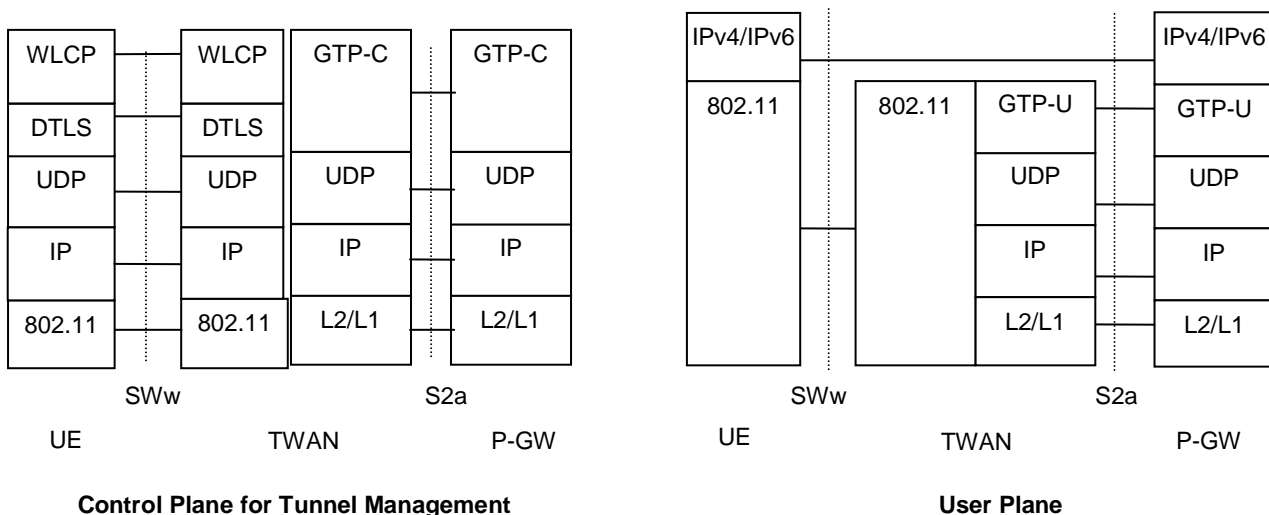 WLCP WLCP GTP-C GTP-C
DTLS DTLS
UDP UDP UDP UDP
IP IP IP IP
802.11 802.11 L2/L1 L2/L1
SWw S2a
UE TWAN P-GW
Control Plane for Tunnel Management
IPv4/IPv6 IPv4/IPv6
802.11 802.11 GTP-U GTP-U
UDP UDP
IP IP
L2/L1 L2/L1
SWw S2a
UE TWAN P-GW
User Plane